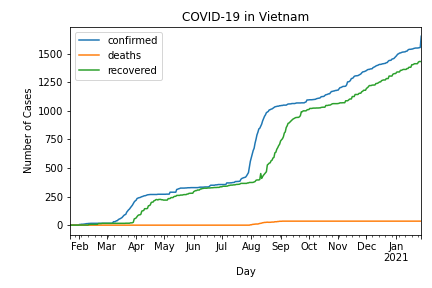 COVID-19 in Vietnam
confirmed
deaths
recovered
Number of Cases
1500
1250
1000
750
500
250
0
Feb Mar Apr May Jun Jul Aug Sep Oct Nov Dec Jan
2021
Day